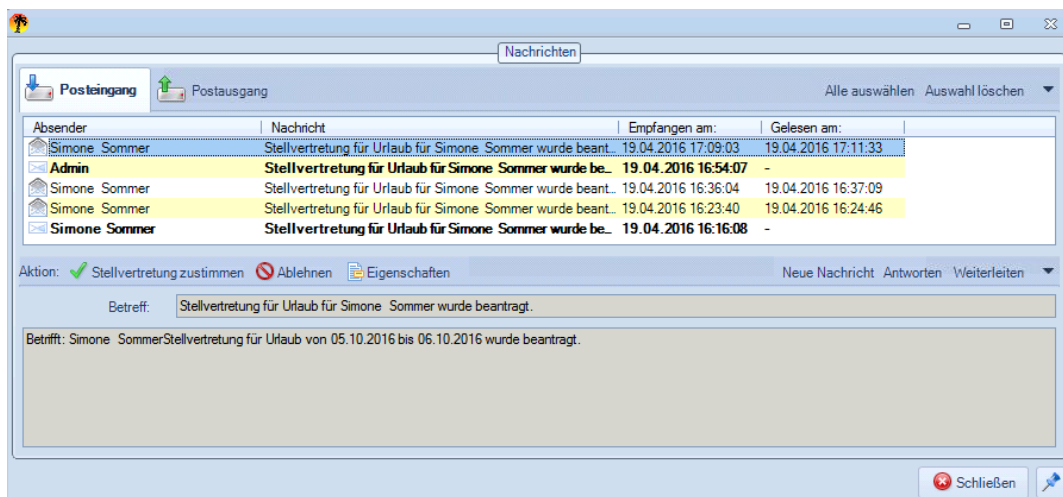 Nachrichten
Posteingang Postausgang Alle auswählen Auswahl löschen
Absender Nachricht Empfangen am: Gelesen am:
Simone Sommer Stellvertretung für Urlaub für Simone Sommer wurde beant... 19.04.2016 17:09:03 19.04.2016 17:11:33
Admin Stellvertretung für Urlaub für Simone Sommer wurde be... 19.04.2016 16:54:07 -
Simone Sommer Stellvertretung für Urlaub für Simone Sommer wurde beant... 19.04.2016 16:36:04 19.04.2016 16:37:09
Simone Sommer Stellvertretung für Urlaub für Simone Sommer wurde beant... 19.04.2016 16:23:40 19.04.2016 16:24:46
Simone Sommer Stellvertretung für Urlaub für Simone Sommer wurde be... 19.04.2016 16:16:08 -
Aktion: Stellvertretung zustimmen Ablehnen Eigenschaften Neue Nachricht Antworten Weiterleiten
Betreff: Stellvertretung für Urlaub für Simone Sommer wurde beantragt.
Betrifft: Simone SommerStellvertretung für Urlaub von 05.10.2016 bis 06.10.2016 wurde beantragt.
Schließen